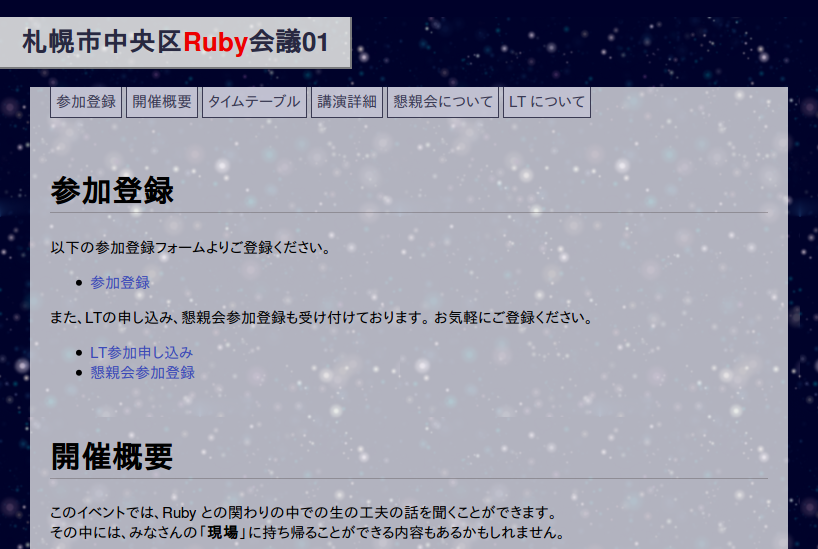 札幌市中央区Ruby会議01
参加登録 開催概要 タイムテーブル 講演詳細 懇親会について LT について
参加登録
以下の参加登録フォームよりご登録ください。
参加登録
また、LTの申し込み、懇親会参加登録も受け付けております。お気軽にご登録ください。
LT参加申し込み
懇親会参加登録
開催概要
このイベントでは、Ruby との関わりの中での生の工夫の話を聞くことができます。
その中には、みなさんの「現場」に持ち帰ることができる内容もあるかもしれません。